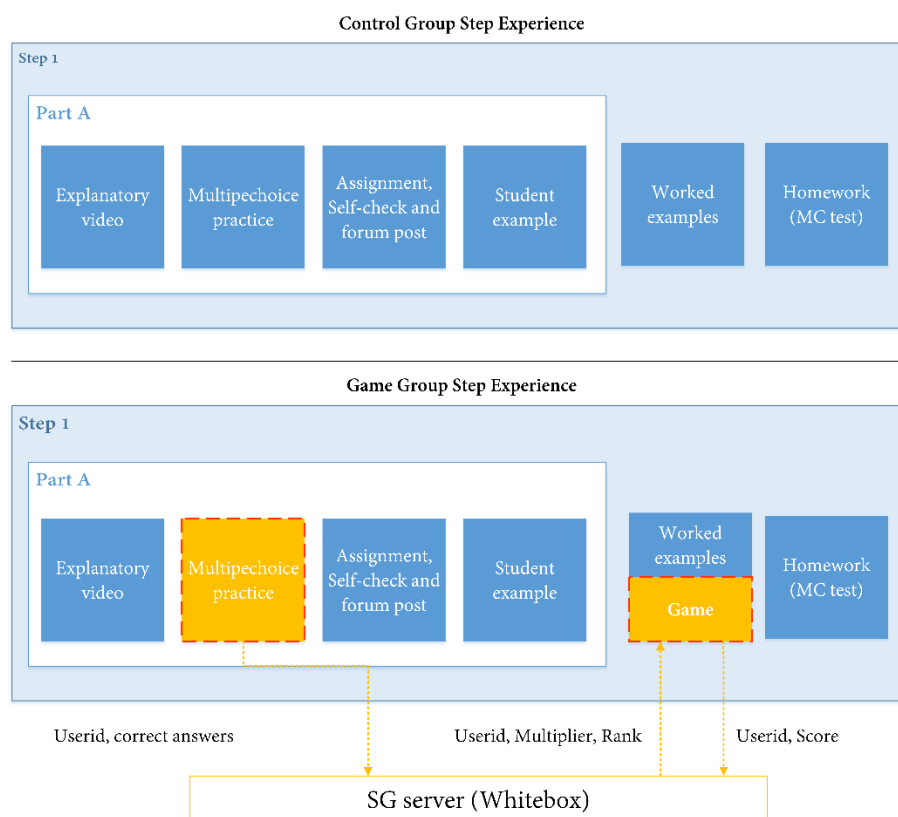 Control Group Step Experience
Step 1
Part A
Explanatory
video
Multipechoice
practice
Assignment,
Self-check and
forum post
Student
example
Worked
examples
Homework
(MC test)
Game Group Step Experience
Step 1
Part A
Explanatory
video
Multipechoice
practice
Assignment,
Self-check and
forum post
Student
example
Worked
examples
Game
Homework
(MC test)
Userid, correct answers
Userid, Multiplier, Rank
Userid, Score
SG server (Whitebox)